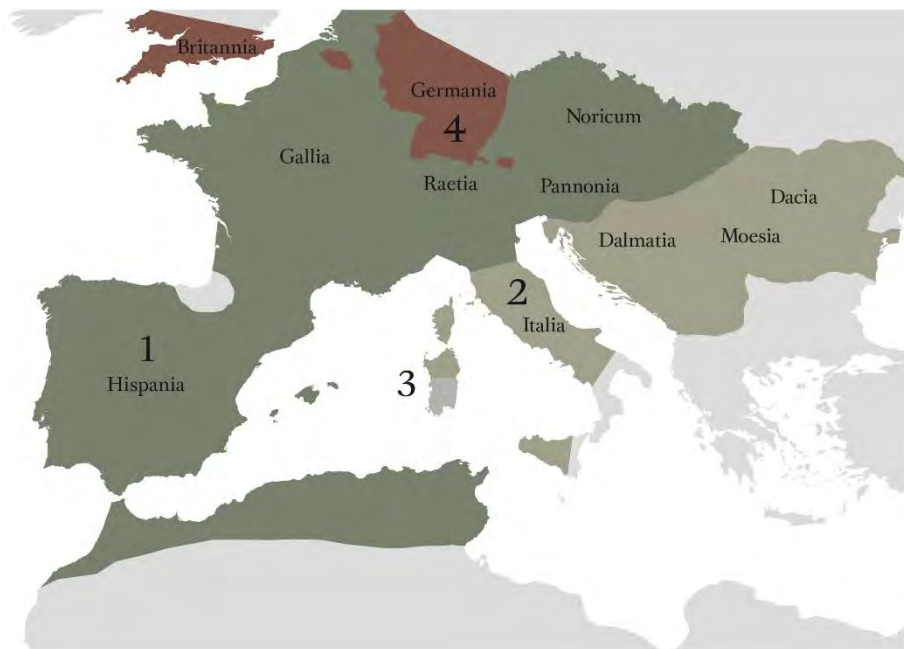 Britannia
Germania
4
Noricum
Gallia
Raetia
Pannonia
Dacia
Dalmatia
Moesia
2
Italia
1
Hispania
3